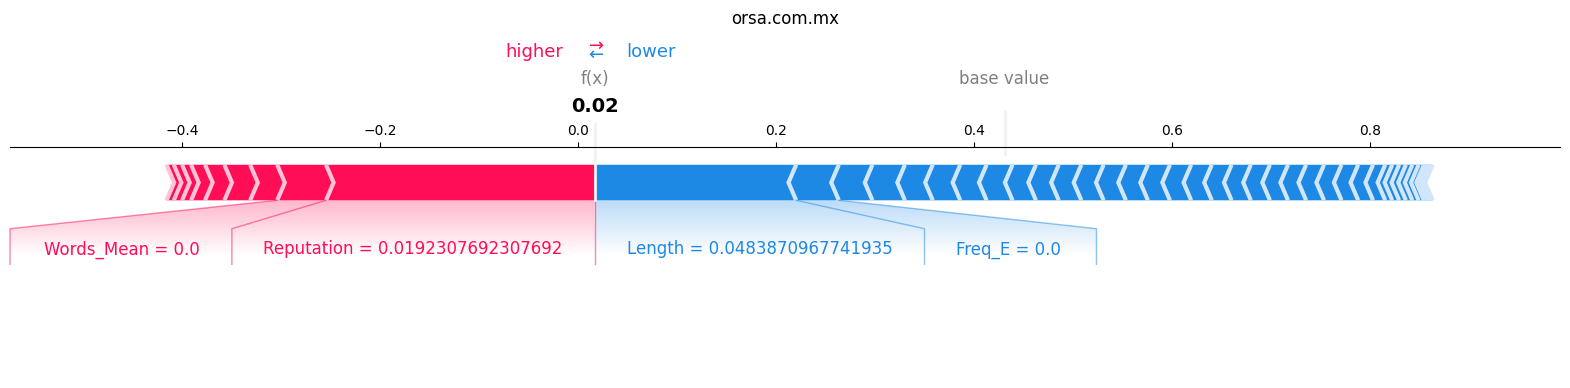 orsa.com.mx
higher → ← lower
f(x) base value
0.02
−0.4 −0.2 0.0 0.2 0.4 0.6 0.8
Words_Mean = 0.0 Reputation = 0.0192307692307692 Length = 0.0483870967741935 Freq_E = 0.0